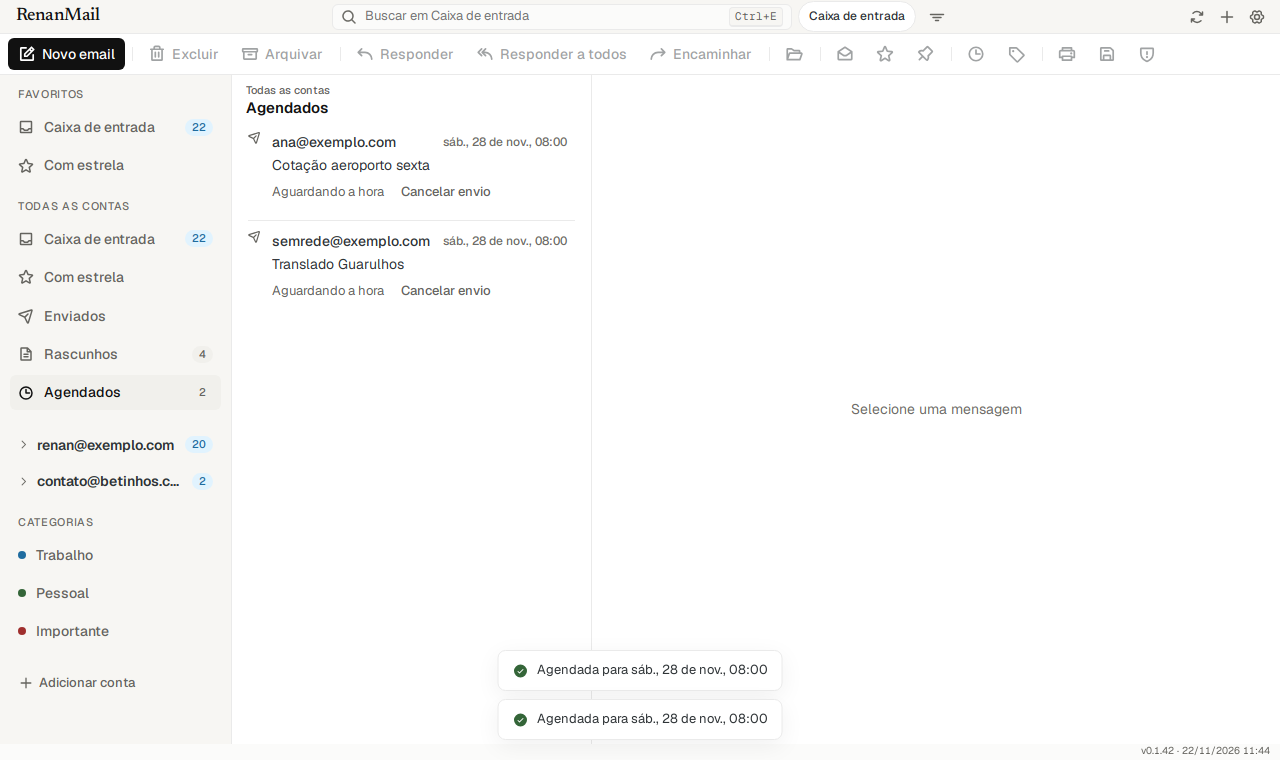 RenanMail
Buscar em Caixa de entrada
Ctrl+E
Caixa de entrada
Novo email
Excluir
Arquivar
Responder
Responder a todos
Encaminhar
FAVORITOS
Caixa de entrada 22
Com estrela
TODAS AS CONTAS
Caixa de entrada 22
Com estrela
Enviados
Rascunhos 4
Agendados 2
renan@exemplo.com 20
contato@betinhos.c... 2
CATEGORIAS
Trabalho
Pessoal
Importante
Adicionar conta
Todas as contas
Agendados
ana@exemplo.com sáb., 28 de nov., 08:00
Cotação aeroporto sexta
Aguardando a hora Cancelar envio
semrede@exemplo.com sáb., 28 de nov., 08:00
Translado Guarulhos
Aguardando a hora Cancelar envio
Selecione uma mensagem
Agendada para sáb., 28 de nov., 08:00
Agendada para sáb., 28 de nov., 08:00
v0.1.42 · 22/11/2026 11:44